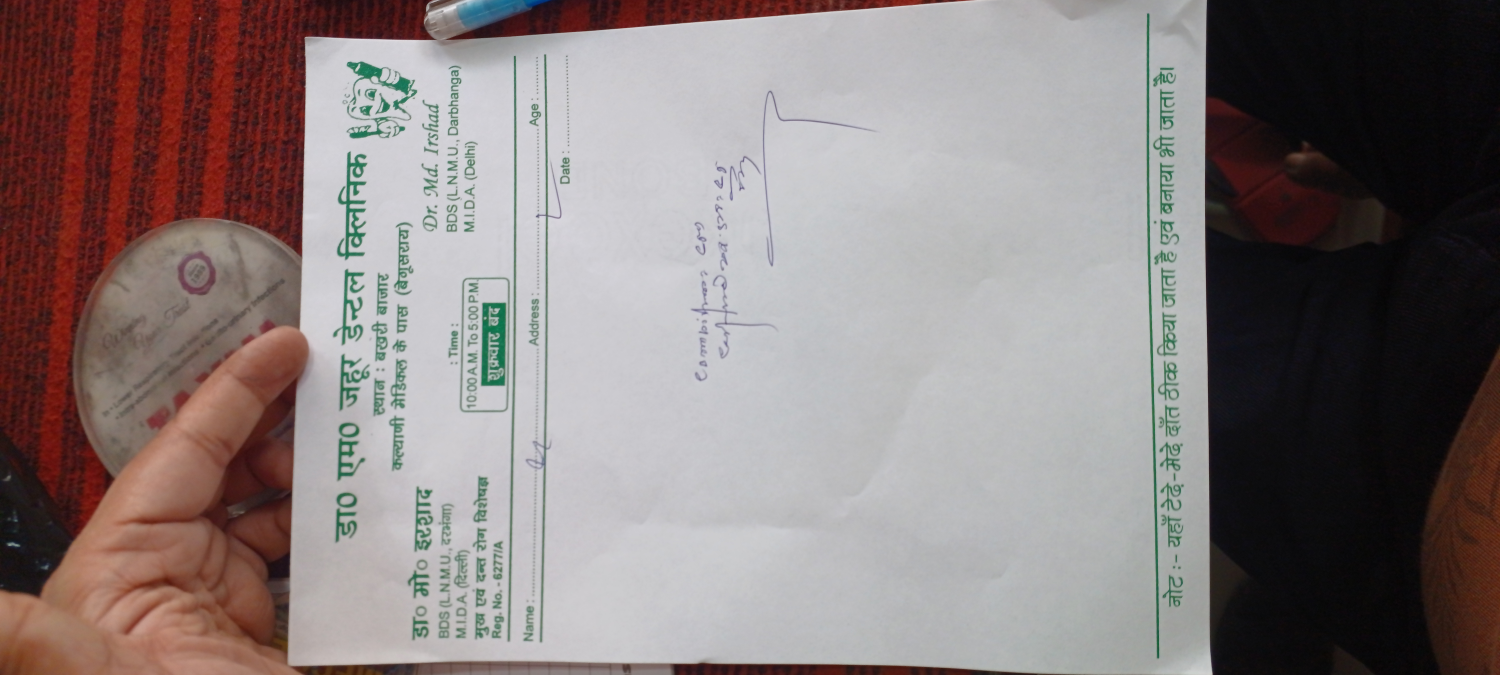 डा० एम० जहूर डेन्टल क्लिनिक
स्थान : बखरी बाजार
कल्याणी मेडिकल के पास (बेगूसराय)
डा० मो० इरशाद
BDS (L.N.M.U., दरभंगा)
M.I.D.A. (दिल्ली)
मुख एवं दन्त रोग विशेषज्ञ
Reg. No. - 6277/A
: Time :
10:00 A.M. To 5:00 P.M.
शुक्रवार बंद
Dr. Md. Irshad
BDS (L.N.M.U., Darbhanga)
M.I.D.A. (Delhi)
Name : Address : Age :
Date :
नोट :- यहाँ टेढ़े-मेढ़े दाँत ठीक किया जाता है एवं बनाया भी जाता है।